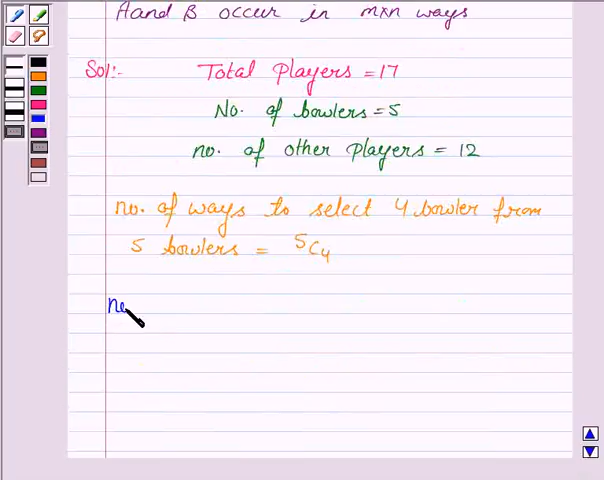 A and B occur in m×n ways
Sol:- Total Players = 17
No. of bowlers = 5
no. of other players = 12
no. of ways to select 4 bowler from
5 bowlers = ⁵C₄
ne